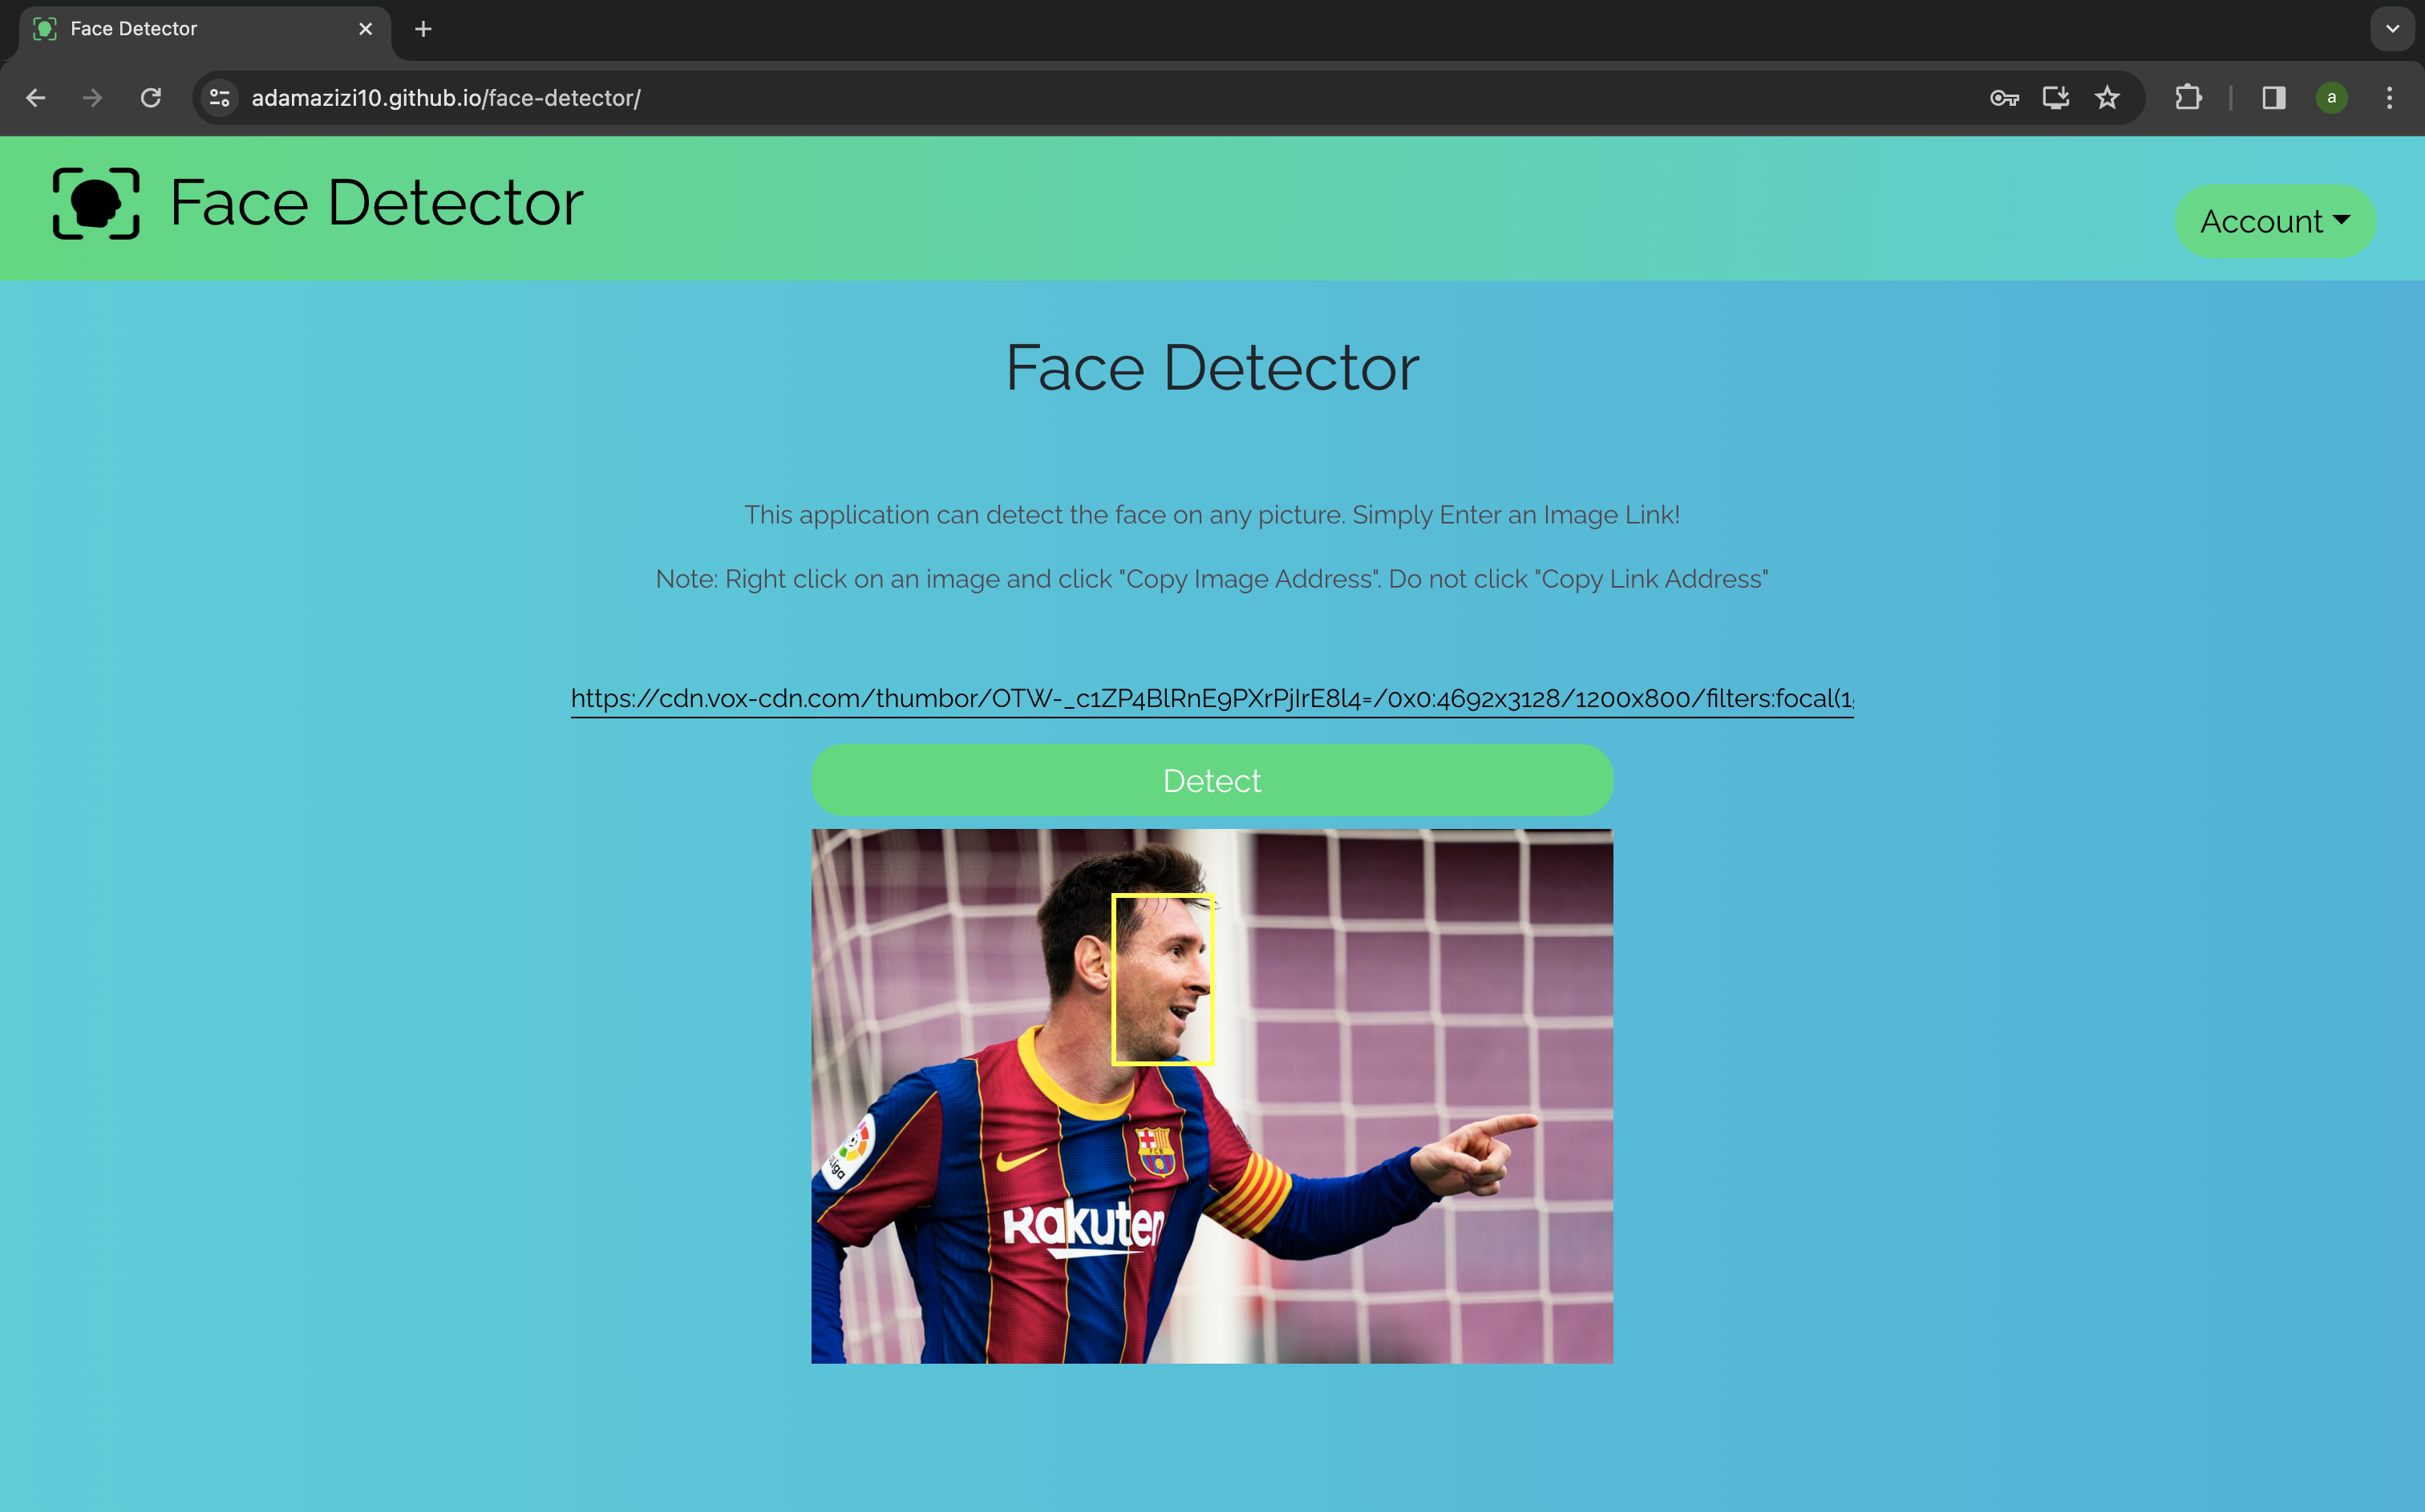 Face Detector
adamazizi10.github.io/face-detector/
a
Face Detector
Account
Face Detector
This application can detect the face on any picture. Simply Enter an Image Link!
Note: Right click on an image and click "Copy Image Address". Do not click "Copy Link Address"
https://cdn.vox-cdn.com/thumbor/OTW-_c1ZP4BlRnE9PXrPjIrE8l4=/0x0:4692x3128/1200x800/filters:focal(1
Detect
FCB
LaLiga
Rakuten